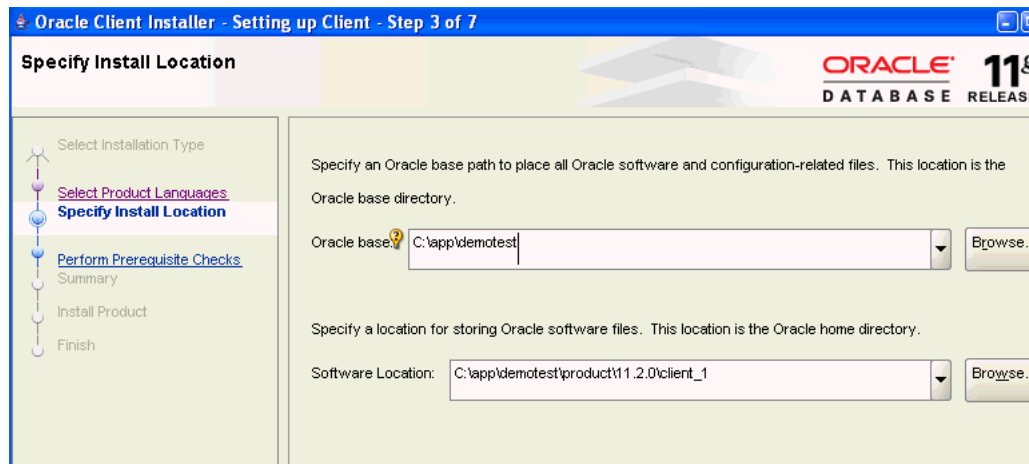 Oracle Client Installer - Setting up Client - Step 3 of 7
Specify Install Location
ORACLE
DATABASE
11g
Select Installation Type
Select Product Languages
Specify Install Location
Perform Prerequisite Checks
Summary
Install Product
Finish
Specify an Oracle base path to place all Oracle software and configuration-related files. This location is the
Oracle base directory.
Oracle base: C:\app\demotest
Browse.
Specify a location for storing Oracle software files. This location is the Oracle home directory.
Software Location: C:\app\demotest\product\11.2.0\client_1
Browse.